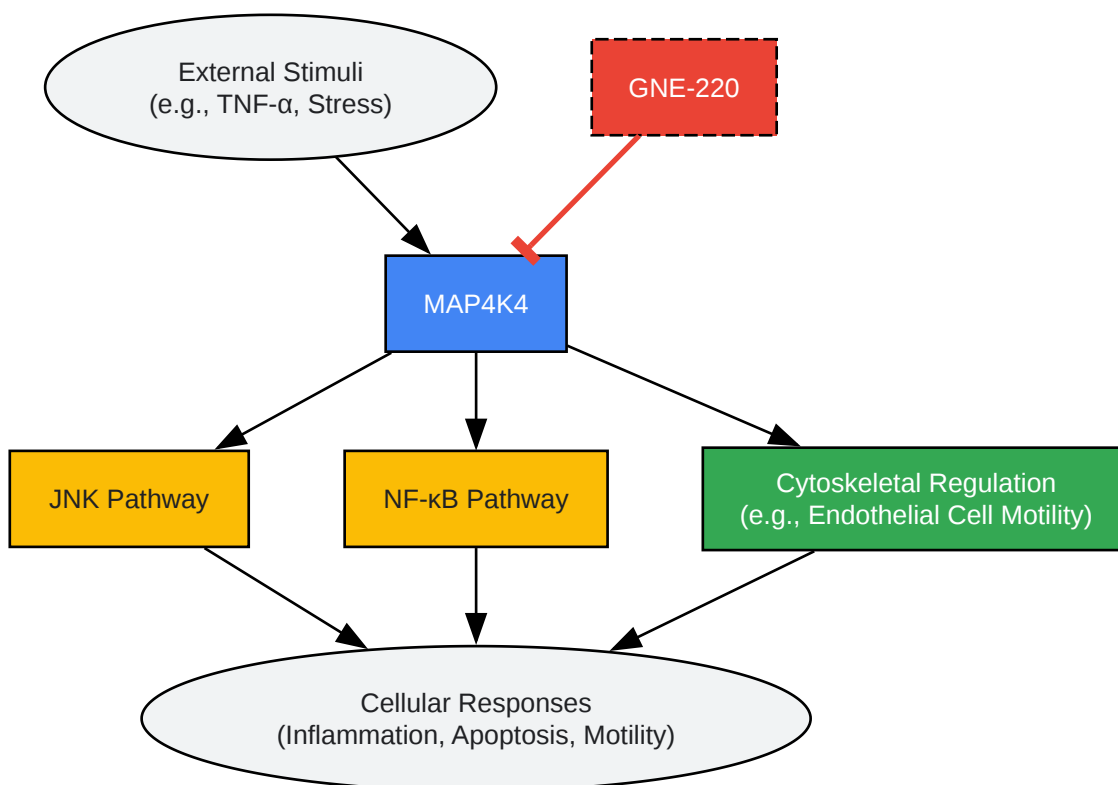 External Stimuli
(e.g., TNF-α, Stress)
GNE-220
MAP4K4
JNK Pathway
NF-κB Pathway
Cytoskeletal Regulation
(e.g., Endothelial Cell Motility)
Cellular Responses
(Inflammation, Apoptosis, Motility)